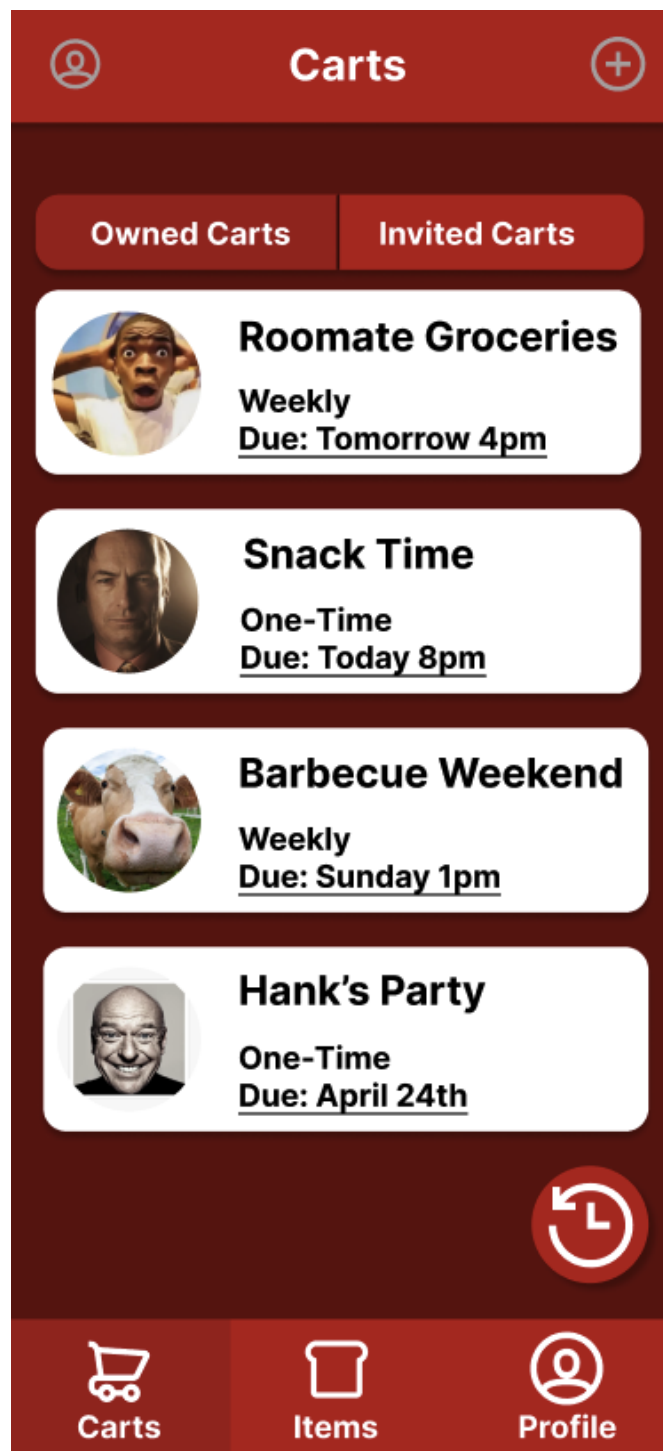 Carts
Owned Carts
Invited Carts
Roomate Groceries
Weekly
Due: Tomorrow 4pm
Snack Time
One-Time
Due: Today 8pm
Barbecue Weekend
Weekly
Due: Sunday 1pm
Hank’s Party
One-Time
Due: April 24th
Carts
Items
Profile